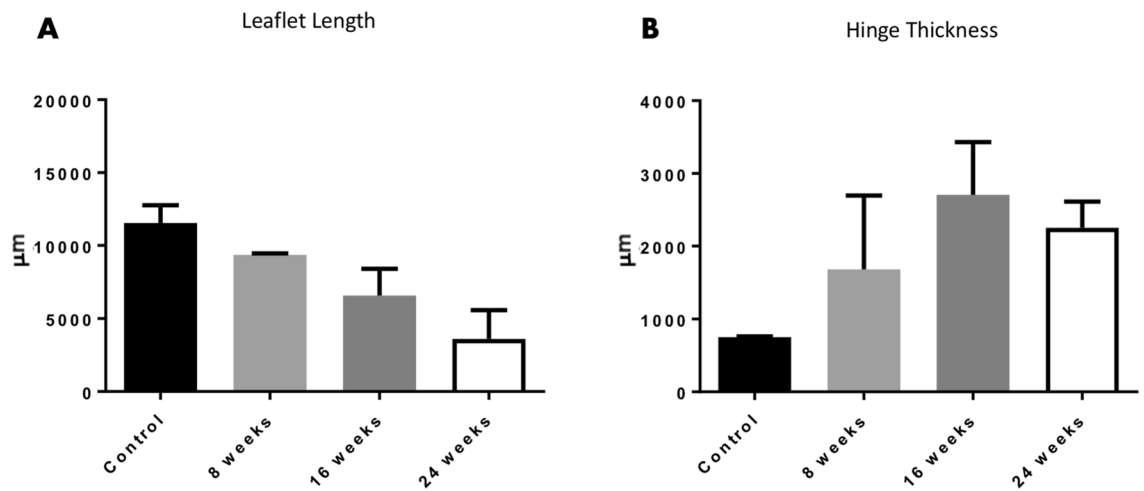 A
Leaflet Length
20000
15000
10000
5000
0
µm
Control
8 weeks
16 weeks
24 weeks
B
Hinge Thickness
4000
3000
2000
1000
0
µm
Control
8 weeks
16 weeks
24 weeks